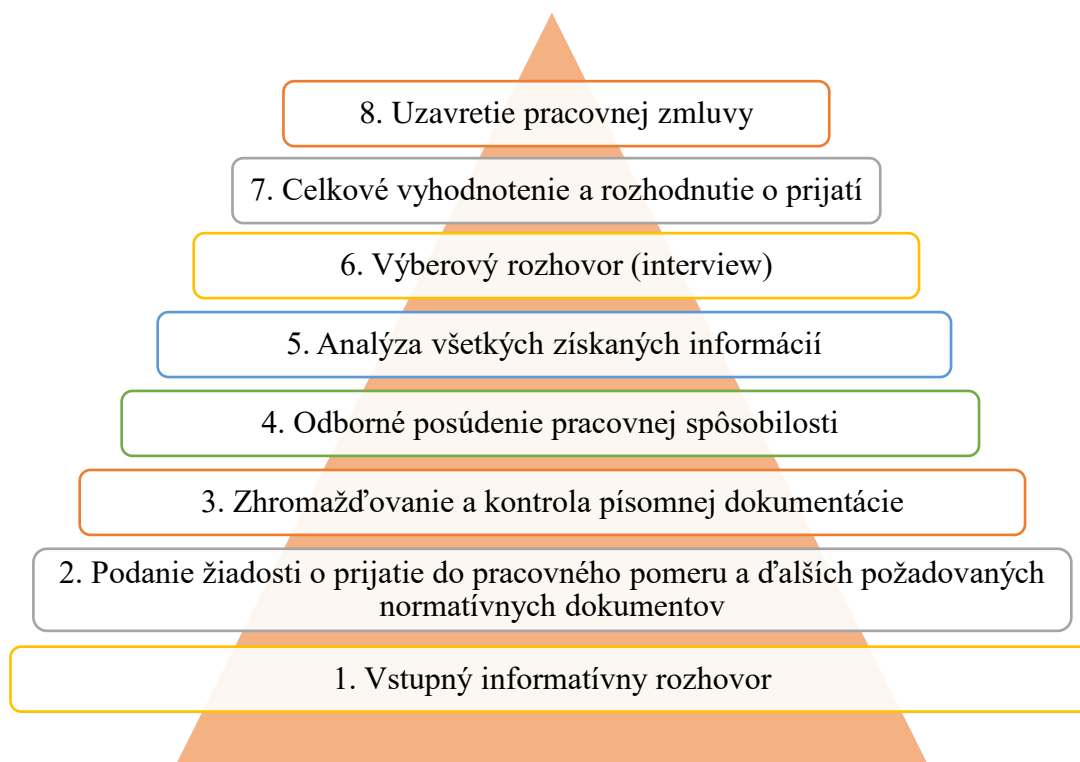 8. Uzavretie pracovnej zmluvy
7. Celkové vyhodnotenie a rozhodnutie o prijatí
6. Výberový rozhovor (interview)
5. Analýza všetkých získaných informácií
4. Odborné posúdenie pracovnej spôsobilosti
3. Zhromažďovanie a kontrola písomnej dokumentácie
2. Podanie žiadosti o prijatie do pracovného pomeru a ďalších požadovaných
normatívnych dokumentov
1. Vstupný informatívny rozhovor